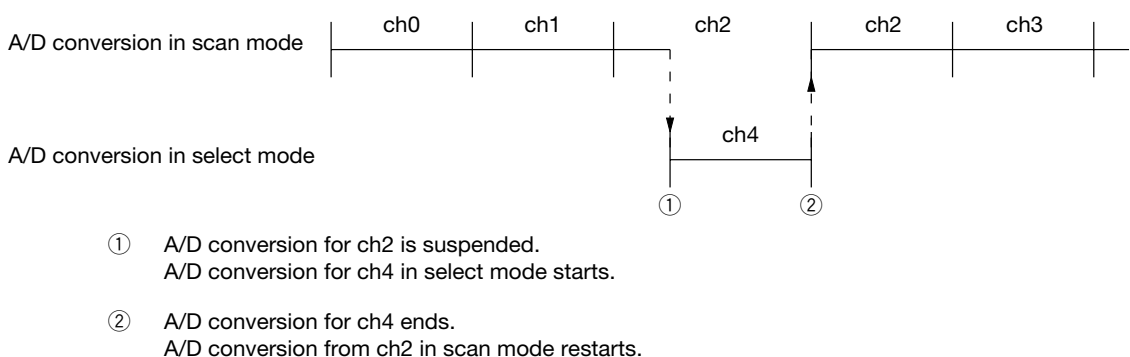 ch0 ch1 ch2 ch2 ch3
A/D conversion in scan mode
ch4
A/D conversion in select mode
① ②
① A/D conversion for ch2 is suspended.
A/D conversion for ch4 in select mode starts.
② A/D conversion for ch4 ends.
A/D conversion from ch2 in scan mode restarts.